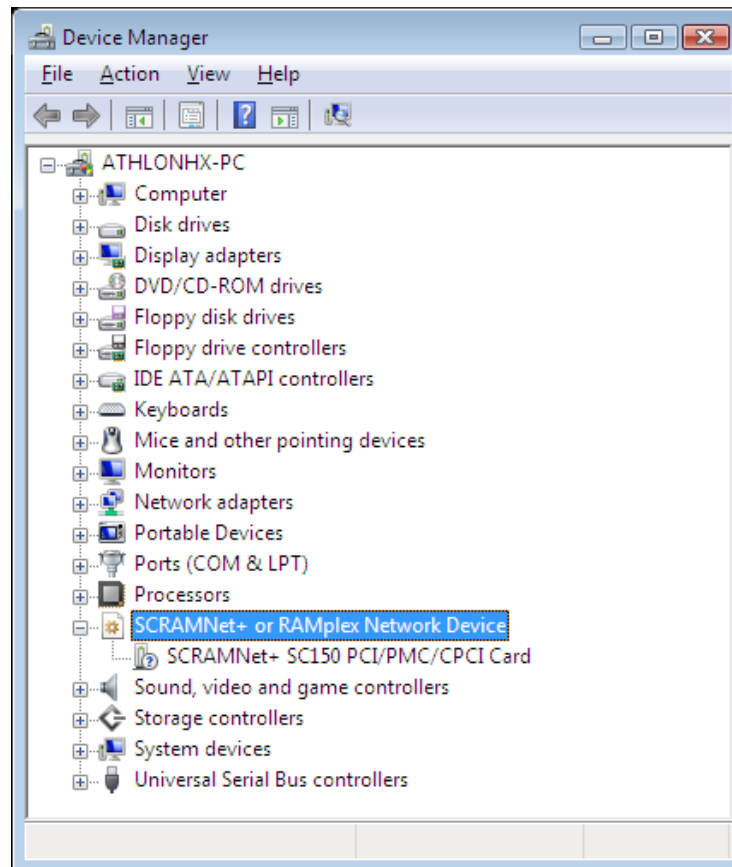 Device Manager
File Action View Help
ATHLONHX-PC
Computer
Disk drives
Display adapters
DVD/CD-ROM drives
Floppy disk drives
Floppy drive controllers
IDE ATA/ATAPI controllers
Keyboards
Mice and other pointing devices
Monitors
Network adapters
Portable Devices
Ports (COM & LPT)
Processors
SCRAMNet+ or RAMplex Network Device
SCRAMNet+ SC150 PCI/PMC/CPCI Card
Sound, video and game controllers
Storage controllers
System devices
Universal Serial Bus controllers